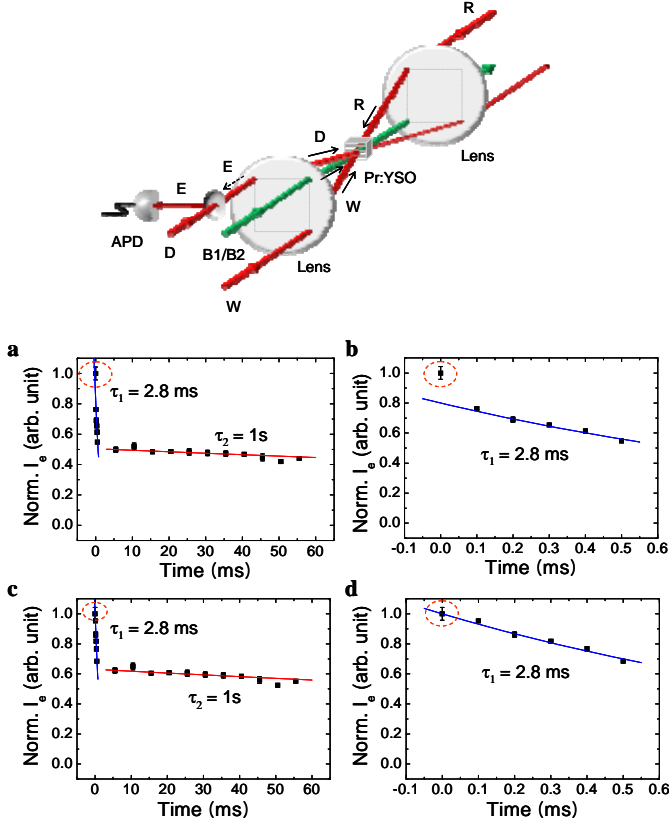 R
R
D
Lens
Pr:YSO
E
E
W
APD
D
B1/B2
Lens
W
a
1.0
0.8
0.6
0.4
0.2
0.0
Norm. Iₑ (arb. unit)
τ₁ = 2.8 ms
τ₂ = 1s
0 10 20 30 40 50 60
Time (ms)
b
1.0
0.8
0.6
0.4
0.2
0.0
Norm. Iₑ (arb. unit)
τ₁ = 2.8 ms
-0.1 0.0 0.1 0.2 0.3 0.4 0.5 0.6
Time (ms)
c
1.0
0.8
0.6
0.4
0.2
0.0
Norm. Iₑ (arb. unit)
τ₁ = 2.8 ms
τ₂ = 1s
0 10 20 30 40 50 60
Time (ms)
d
1.0
0.8
0.6
0.4
0.2
0.0
Norm. Iₑ (arb. unit)
τ₁ = 2.8 ms
-0.1 0.0 0.1 0.2 0.3 0.4 0.5 0.6
Time (ms)